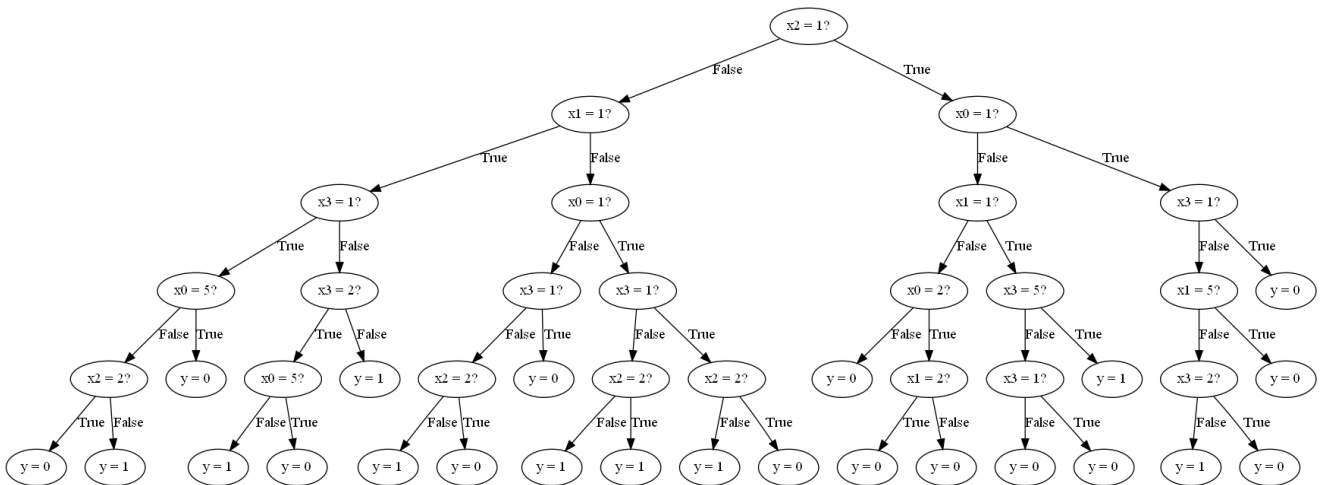 x2 = 1?
False
True
x1 = 1?
x0 = 1?
True
False
False
True
x3 = 1?
x0 = 1?
x1 = 1?
x3 = 1?
True
False
False
True
False
True
False
True
x0 = 5?
x3 = 2?
x3 = 1?
x3 = 1?
x0 = 2?
x3 = 5?
x1 = 5?
y = 0
False
True
True
False
False
True
False
True
False
True
False
True
False
True
x2 = 2?
y = 0
x0 = 5?
y = 1
x2 = 2?
y = 0
x2 = 2?
x2 = 2?
y = 0
x1 = 2?
x3 = 1?
y = 1
x3 = 2?
y = 0
True
False
False
True
False
True
False
True
False
True
True
False
False
True
False
True
y = 0
y = 1
y = 1
y = 0
y = 1
y = 0
y = 1
y = 1
y = 1
y = 0
y = 0
y = 0
y = 0
y = 0
y = 1
y = 0